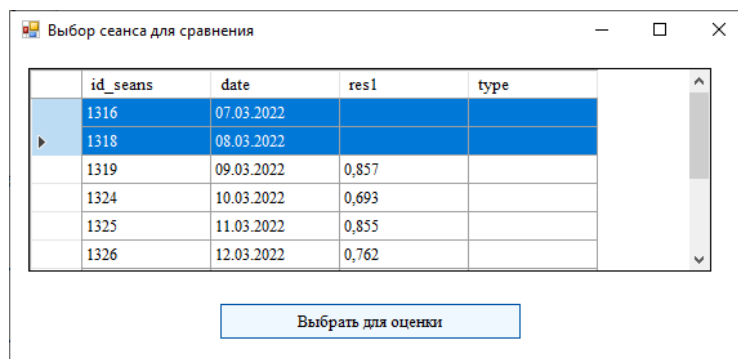 Выбор сеанса для сравнения
id_seans date res1 type
1316 07.03.2022
1318 08.03.2022
1319 09.03.2022 0,857
1324 10.03.2022 0,693
1325 11.03.2022 0,855
1326 12.03.2022 0,762
Выбрать для оценки